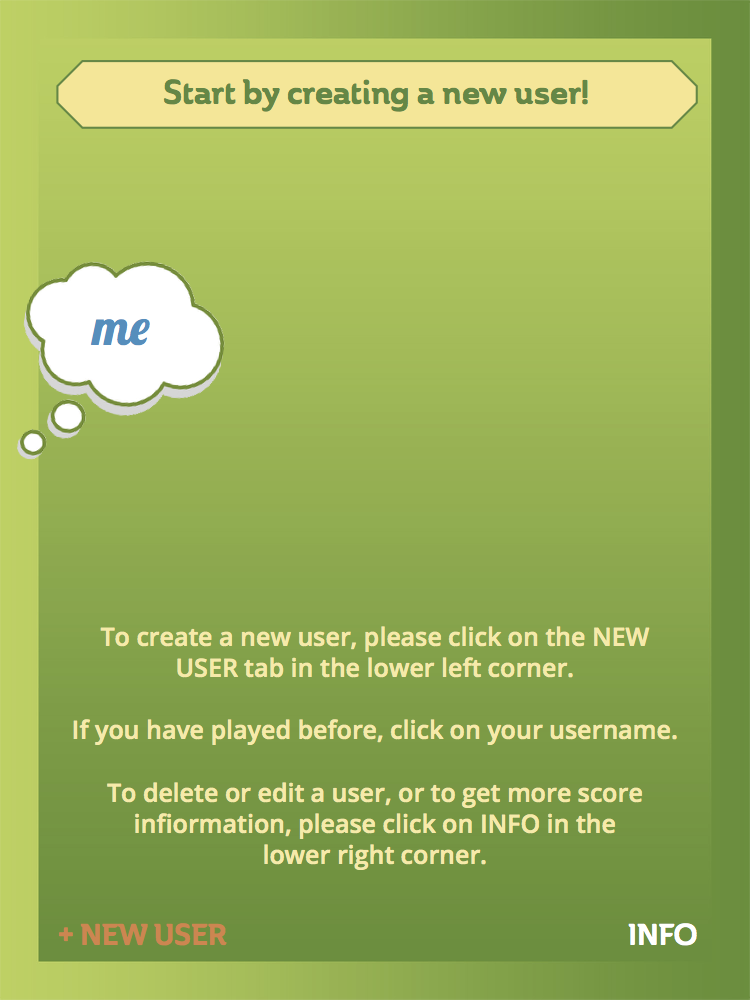 Start by creating a new user!
me
To create a new user, please click on the NEW
USER tab in the lower left corner.
If you have played before, click on your username.
To delete or edit a user, or to get more score
infiormation, please click on INFO in the
lower right corner.
+ NEW USER
INFO